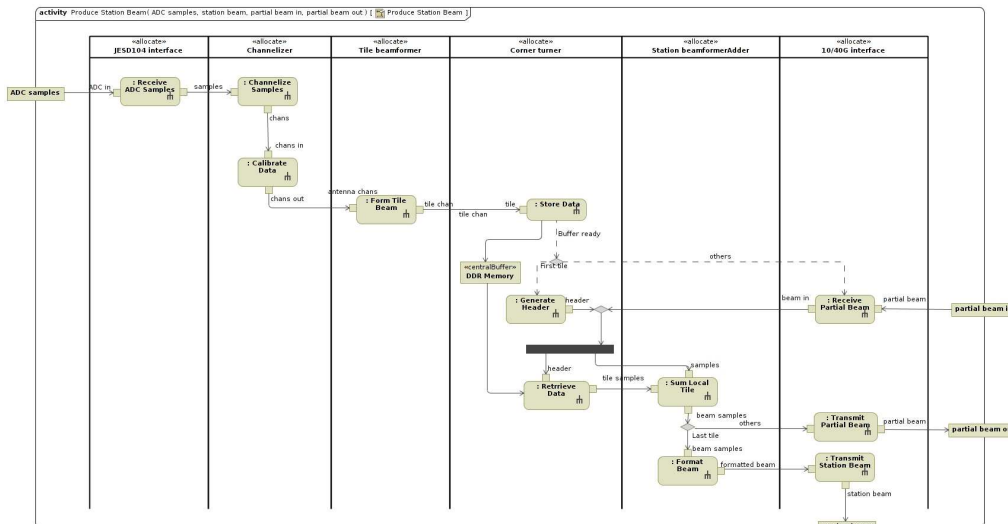 activity Produce Station Beam( ADC samples, station beam, partial beam in, partial beam out ) [ Produce Station Beam ]
«allocate»
JESD104 interface
«allocate»
Channelizer
«allocate»
Tile beamformer
«allocate»
Corner turner
«allocate»
Station beamformerAdder
«allocate»
10/40G interface
ADC samples
ADC in
: Receive
ADC Samples
samples
: Channelize
Samples
chans
chans in
: Calibrate
Data
chans out
antenna chans
: Form Tile
Beam
tile chan
tile chan
tile
: Store Data
Buffer ready
First tile
others
«centralBuffer»
DDR Memory
: Generate
Header
header
beam in
: Receive
Partial Beam
partial beam
partial beam i
header
samples
: Retrrieve
Data
tile samples
: Sum Local
Tile
beam samples
others
: Transmit
Partial Beam
partial beam
partial beam o
Last tile
beam samples
: Format
Beam
formatted beam
: Transmit
Station Beam
station beam